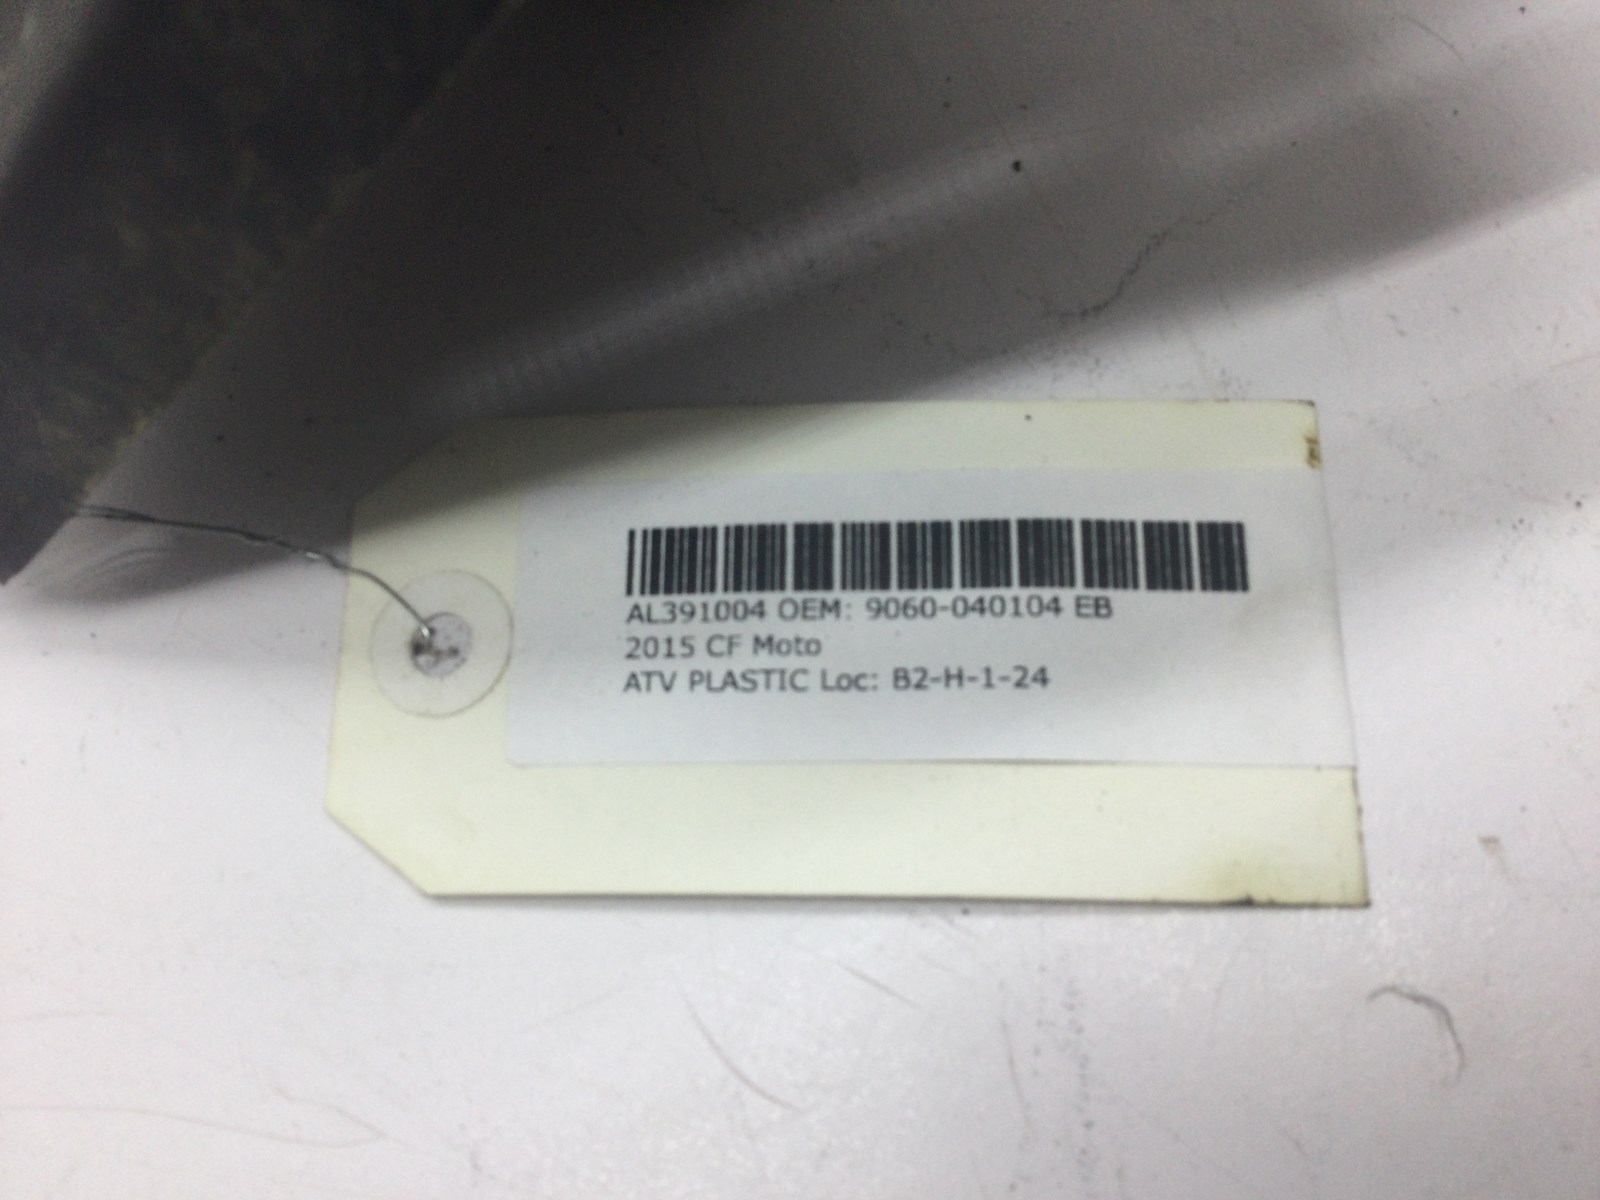 AL391004 OEM: 9060-040104 EB
2015 CF Moto
ATV PLASTIC Loc: B2-H-1-24